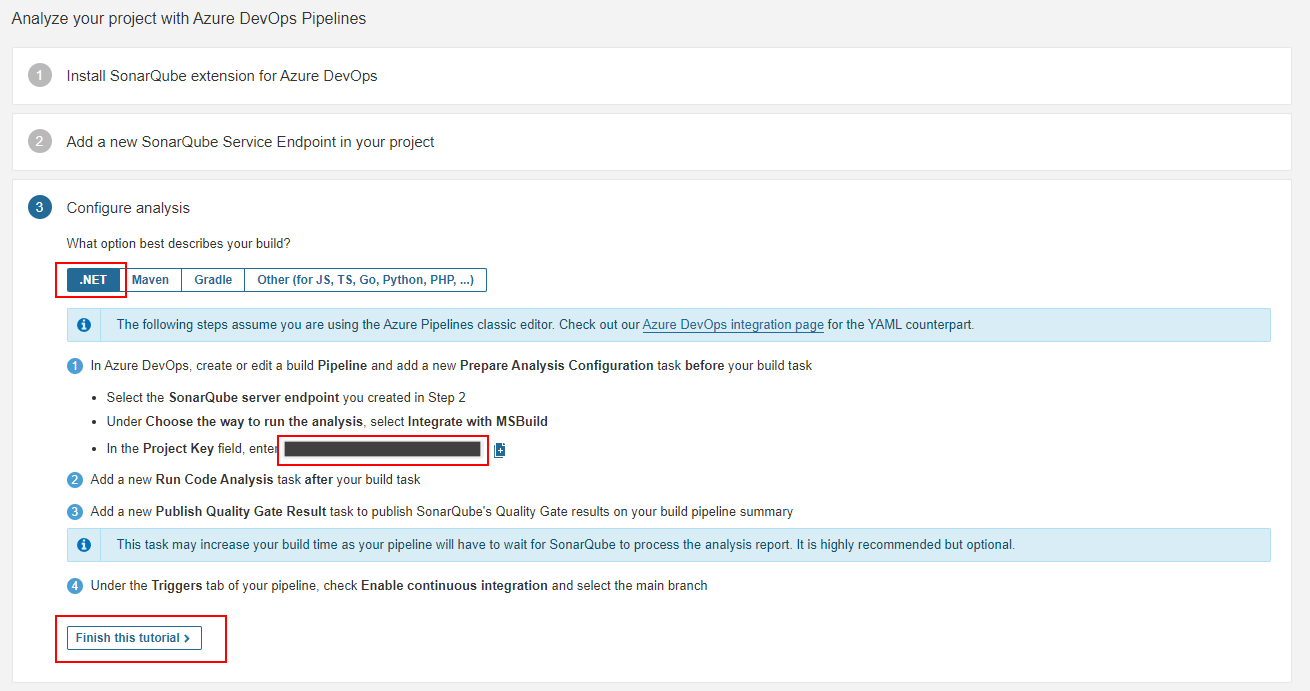 Analyze your project with Azure DevOps Pipelines
1 Install SonarQube extension for Azure DevOps
2 Add a new SonarQube Service Endpoint in your project
3 Configure analysis
What option best describes your build?
.NET Maven Gradle Other (for JS, TS, Go, Python, PHP, ...)
The following steps assume you are using the Azure Pipelines classic editor. Check out our Azure DevOps integration page for the YAML counterpart.
1 In Azure DevOps, create or edit a build Pipeline and add a new Prepare Analysis Configuration task before your build task
• Select the SonarQube server endpoint you created in Step 2
• Under Choose the way to run the analysis, select Integrate with MSBuild
• In the Project Key field, enter
2 Add a new Run Code Analysis task after your build task
3 Add a new Publish Quality Gate Result task to publish SonarQube's Quality Gate results on your build pipeline summary
This task may increase your build time as your pipeline will have to wait for SonarQube to process the analysis report. It is highly recommended but optional.
4 Under the Triggers tab of your pipeline, check Enable continuous integration and select the main branch
Finish this tutorial >